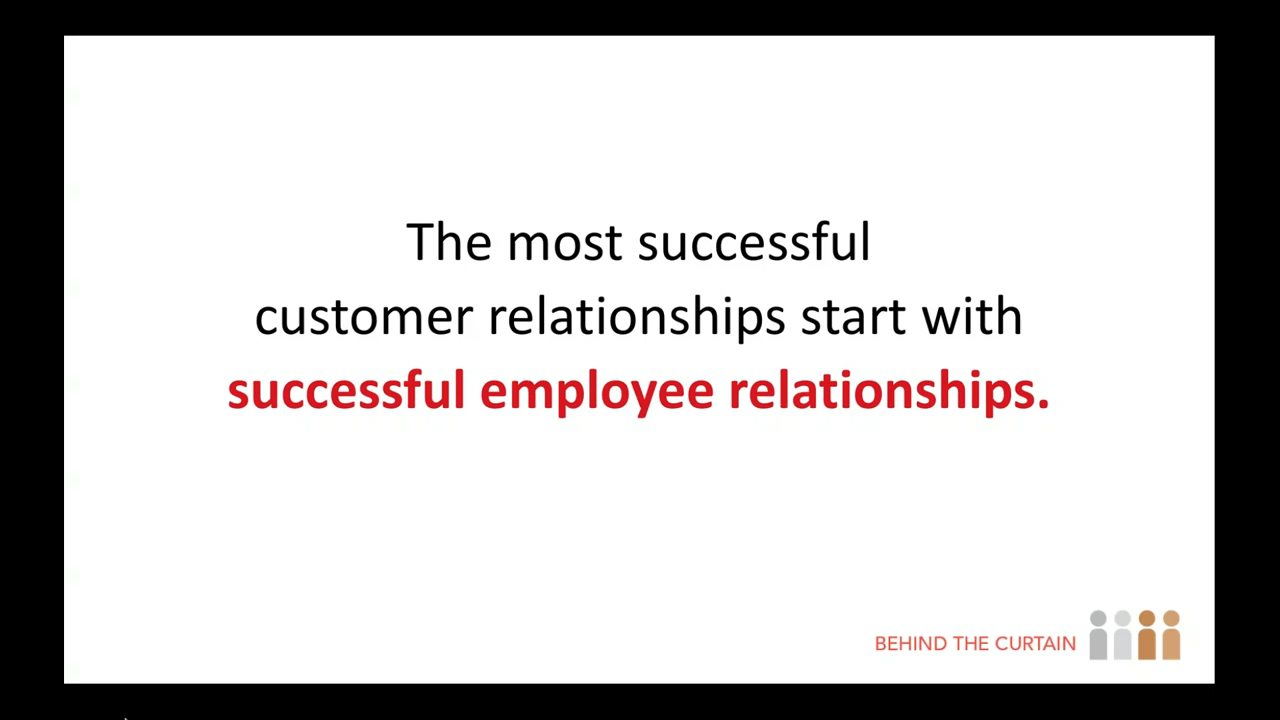 The most successful
customer relationships start with
successful employee relationships.
BEHIND THE CURTAIN